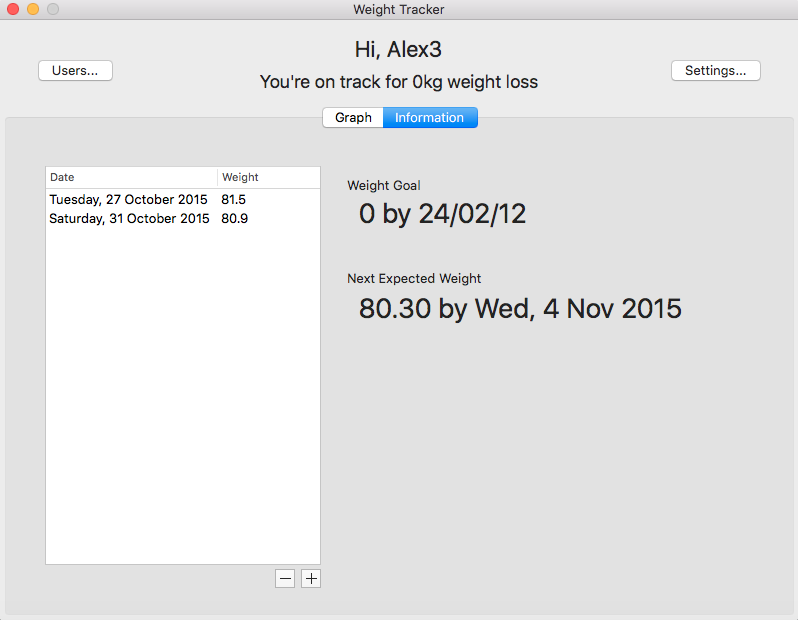 Weight Tracker
Hi, Alex3
Users...
Settings...
You're on track for 0kg weight loss
Graph Information
Date Weight
Tuesday, 27 October 2015 81.5
Saturday, 31 October 2015 80.9
Weight Goal
0 by 24/02/12
Next Expected Weight
80.30 by Wed, 4 Nov 2015
− +